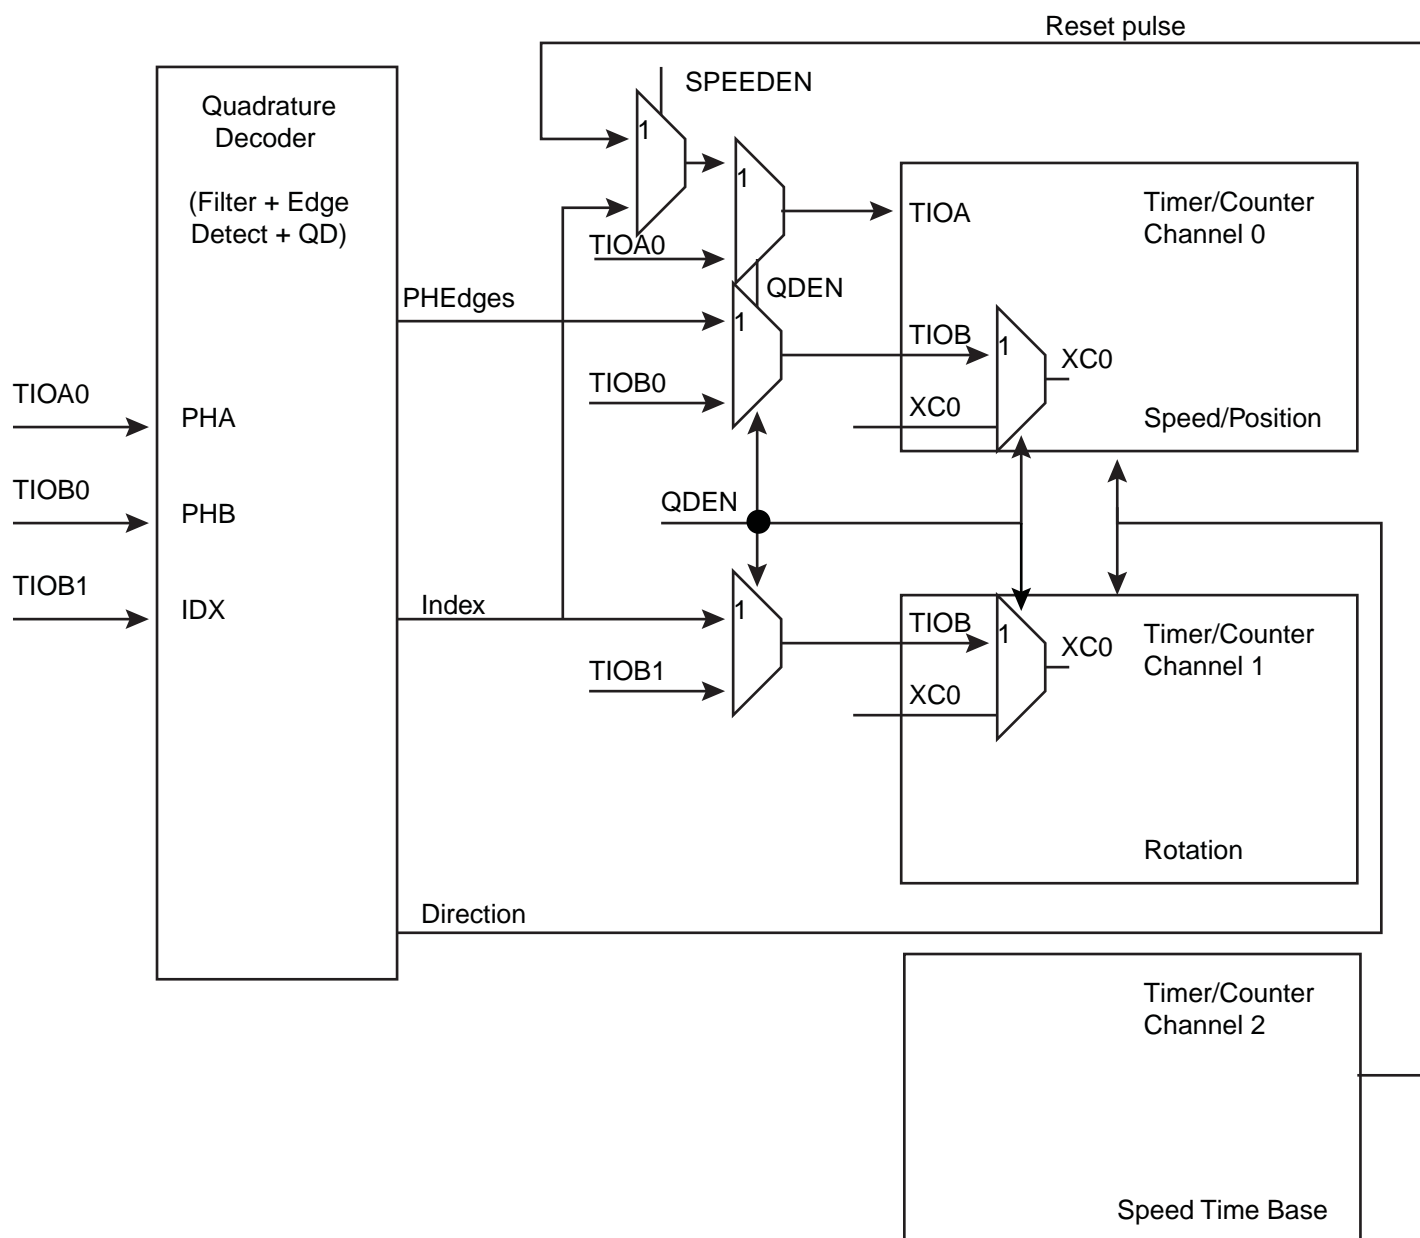 Reset pulse
SPEEDEN
Quadrature
Decoder
(Filter + Edge
Detect + QD)
1
1
TIOA
Timer/Counter
Channel 0
TIOA0
QDEN
PHEdges
1
TIOB
1
XC0
TIOB0
XC0
Speed/Position
TIOA0
PHA
TIOB0
PHB
QDEN
TIOB1
IDX
Index
1
TIOB
1
XC0
Timer/Counter
Channel 1
TIOB1
XC0
Rotation
Direction
Timer/Counter
Channel 2
Speed Time Base